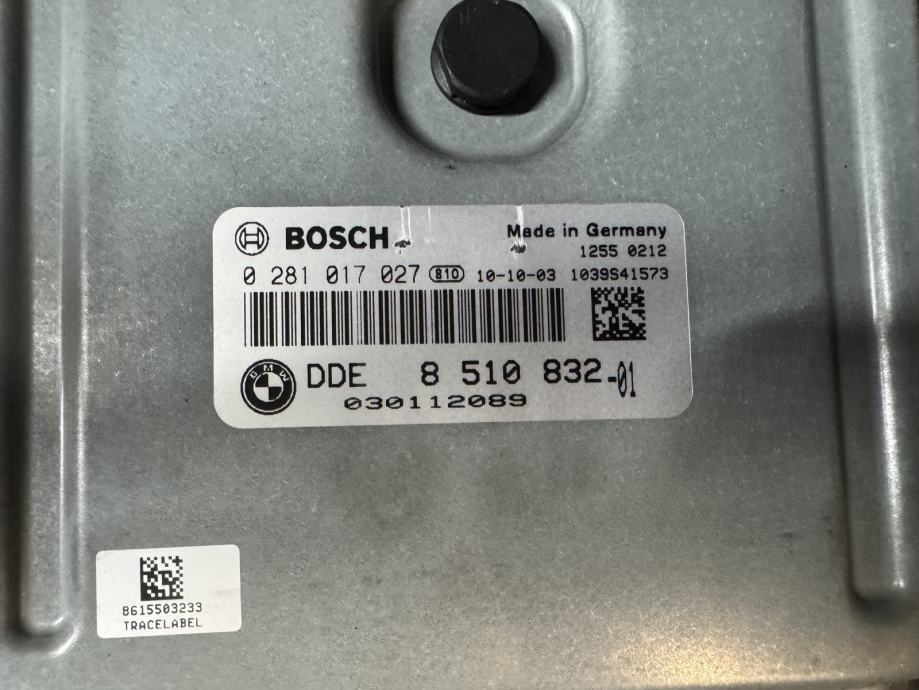 BOSCH
Made in Germany
1255 0212
0 281 017 027 810 10-10-03 1039S41573
BMW
DDE 8 510 832-01
030112089
8615503233
TRACELABEL